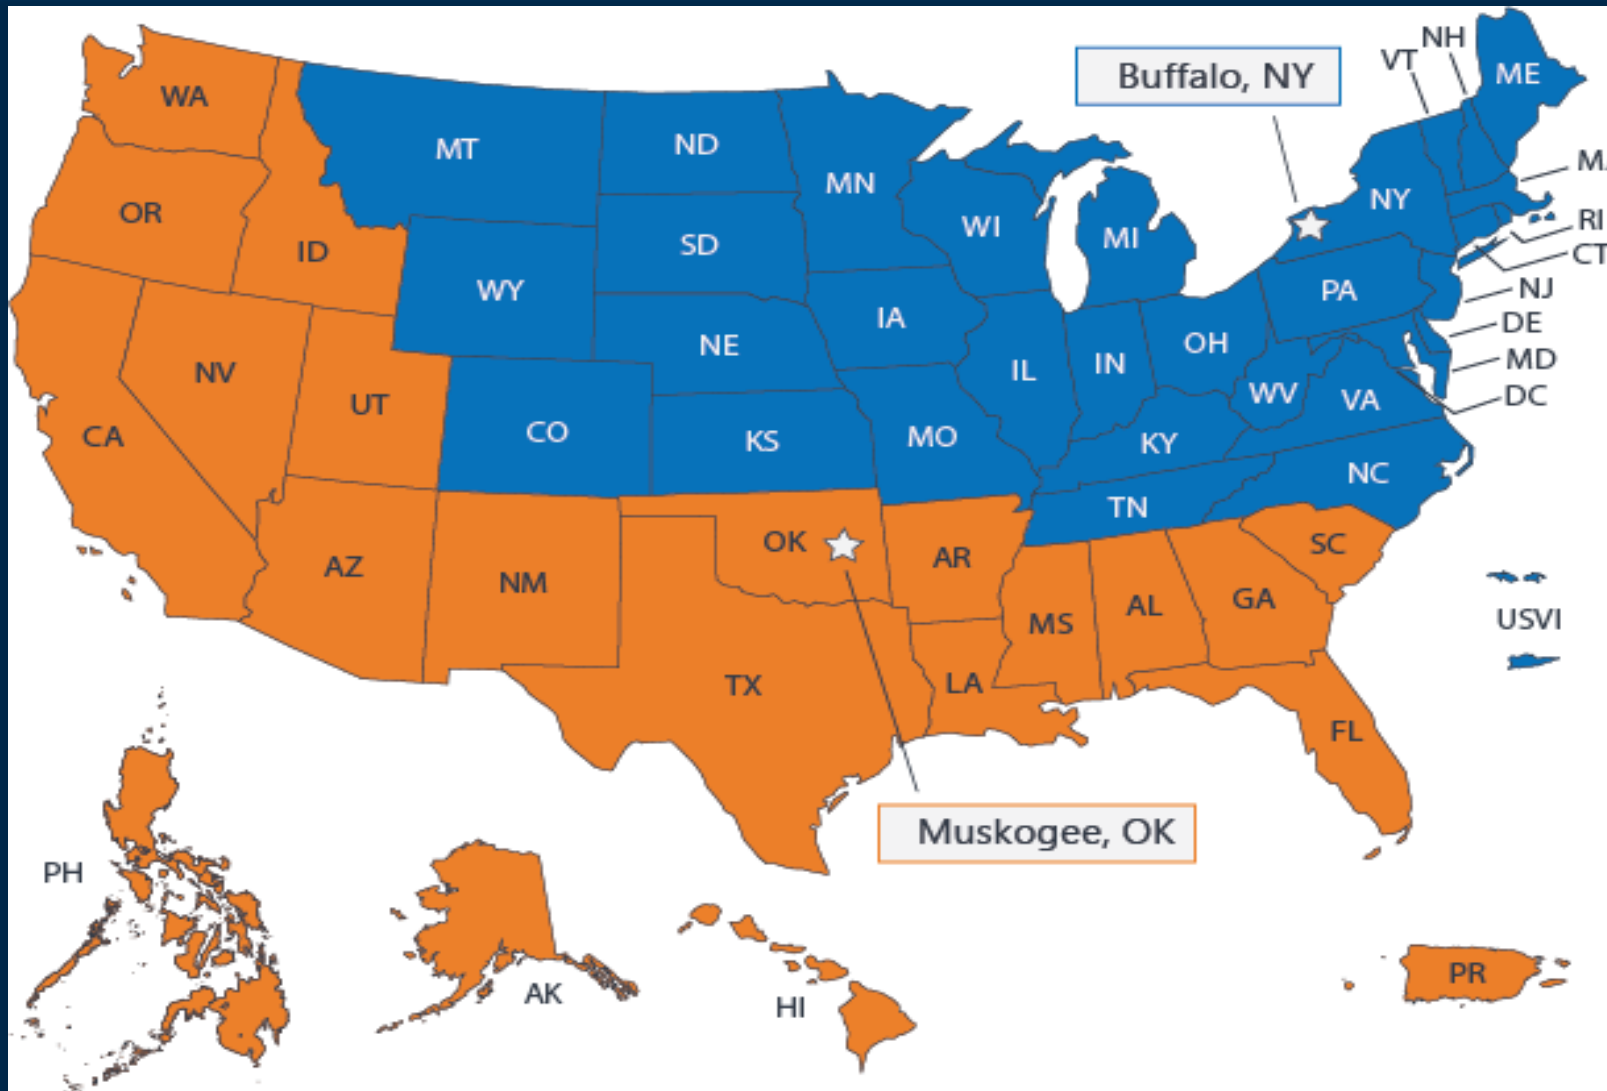 NH
VT
ME
Buffalo, NY
WA
MT
ND
MN
MA
OR
NY
WI
MI
RI
ID
SD
CT
WY
PA
NJ
IA
DE
NE
OH
MD
NV
IL
IN
WV
DC
UT
VA
CA
CO
KS
MO
KY
NC
TN
OK
AR
SC
AZ
NM
GA
AL
MS
USVI
TX
LA
FL
Muskogee, OK
PH
PR
AK
HI